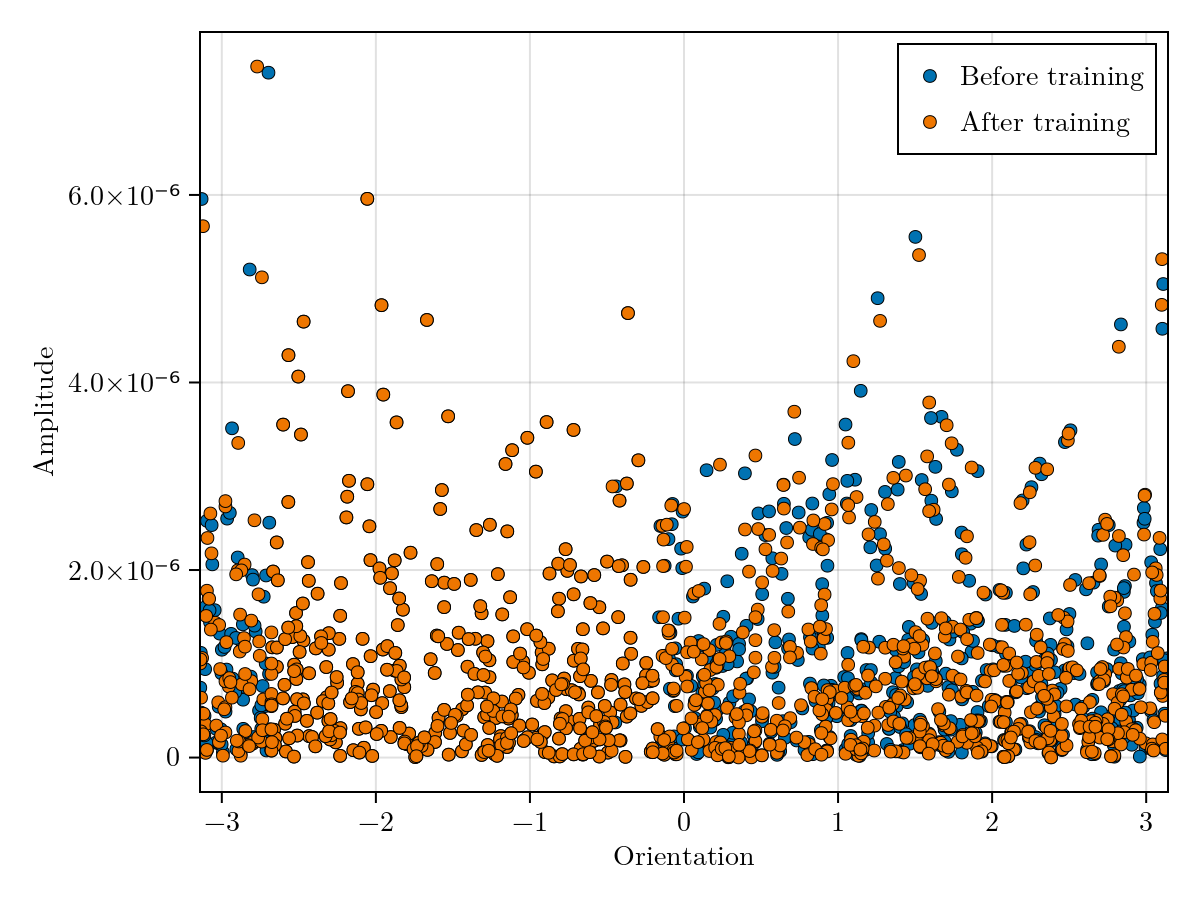 Before training
After training
6.0×10⁻⁶
4.0×10⁻⁶
2.0×10⁻⁶
0
Amplitude
−3 −2 −1 0 1 2 3
Orientation